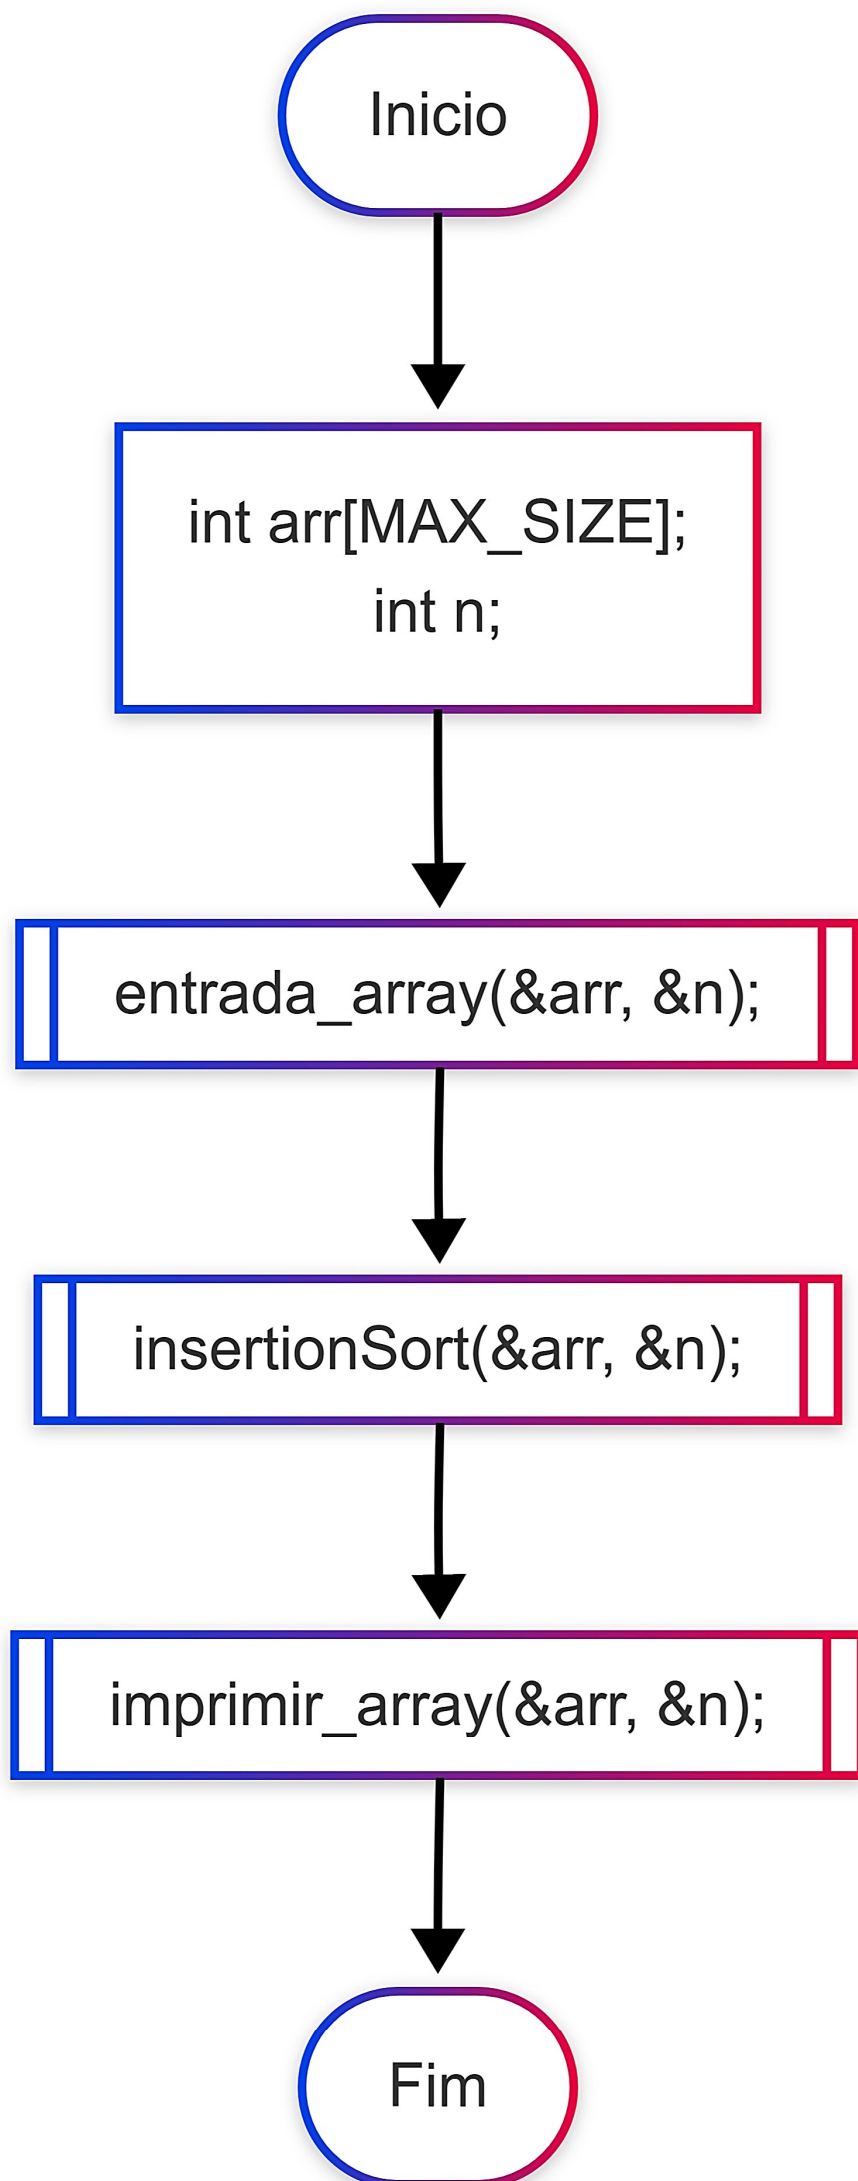 Inicio
int arr[MAX_SIZE];
int n;
entrada_array(&arr, &n);
insertionSort(&arr, &n);
imprimir_array(&arr, &n);
Fim